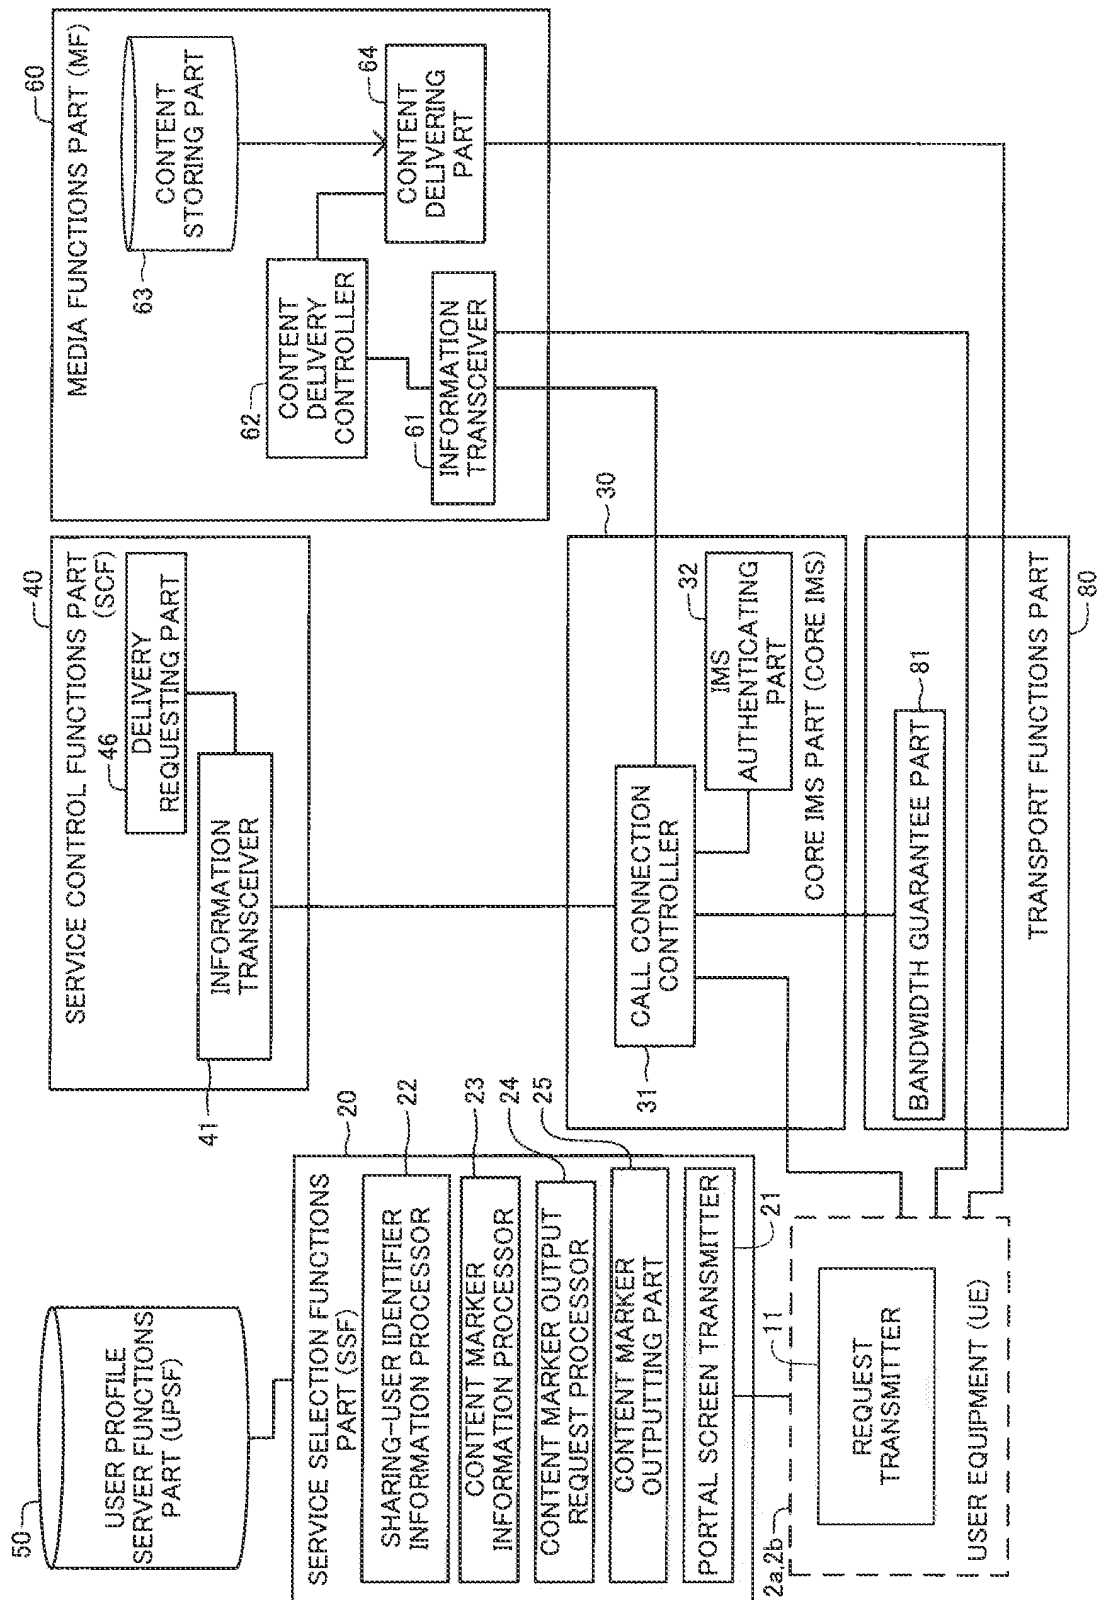 50
USER PROFILE
SERVER FUNCTIONS
PART (UPSF)
20
SERVICE SELECTION FUNCTIONS
PART (SSF)
22
SHARING-USER IDENTIFIER
INFORMATION PROCESSOR
23
CONTENT MARKER
INFORMATION PROCESSOR
24
CONTENT MARKER OUTPUT
REQUEST PROCESSOR
25
CONTENT MARKER
OUTPUTTING PART
PORTAL SCREEN TRANSMITTER
21
2a,2b
11
REQUEST
TRANSMITTER
USER EQUIPMENT (UE)
40
SERVICE CONTROL FUNCTIONS PART
(SCF)
46
DELIVERY
REQUESTING PART
INFORMATION
TRANSCEIVER
41
30
CALL CONNECTION
CONTROLLER
31
32
IMS
AUTHENTICATING
PART
CORE IMS PART (CORE IMS)
BANDWIDTH GUARANTEE PART
81
TRANSPORT FUNCTIONS PART
80
60
MEDIA FUNCTIONS PART (MF)
CONTENT
STORING PART
63
62
CONTENT
DELIVERY
CONTROLLER
64
CONTENT
DELIVERING
PART
61
INFORMATION
TRANSCEIVER